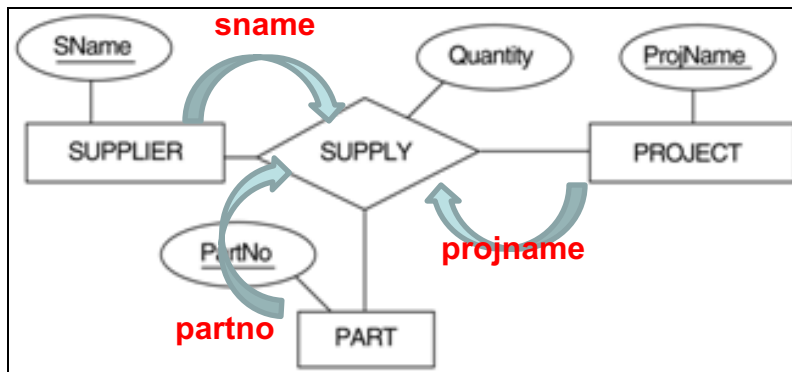 sname
SName
Quantity
ProjName
SUPPLIER
SUPPLY
PROJECT
PartNo
projname
partno
PART